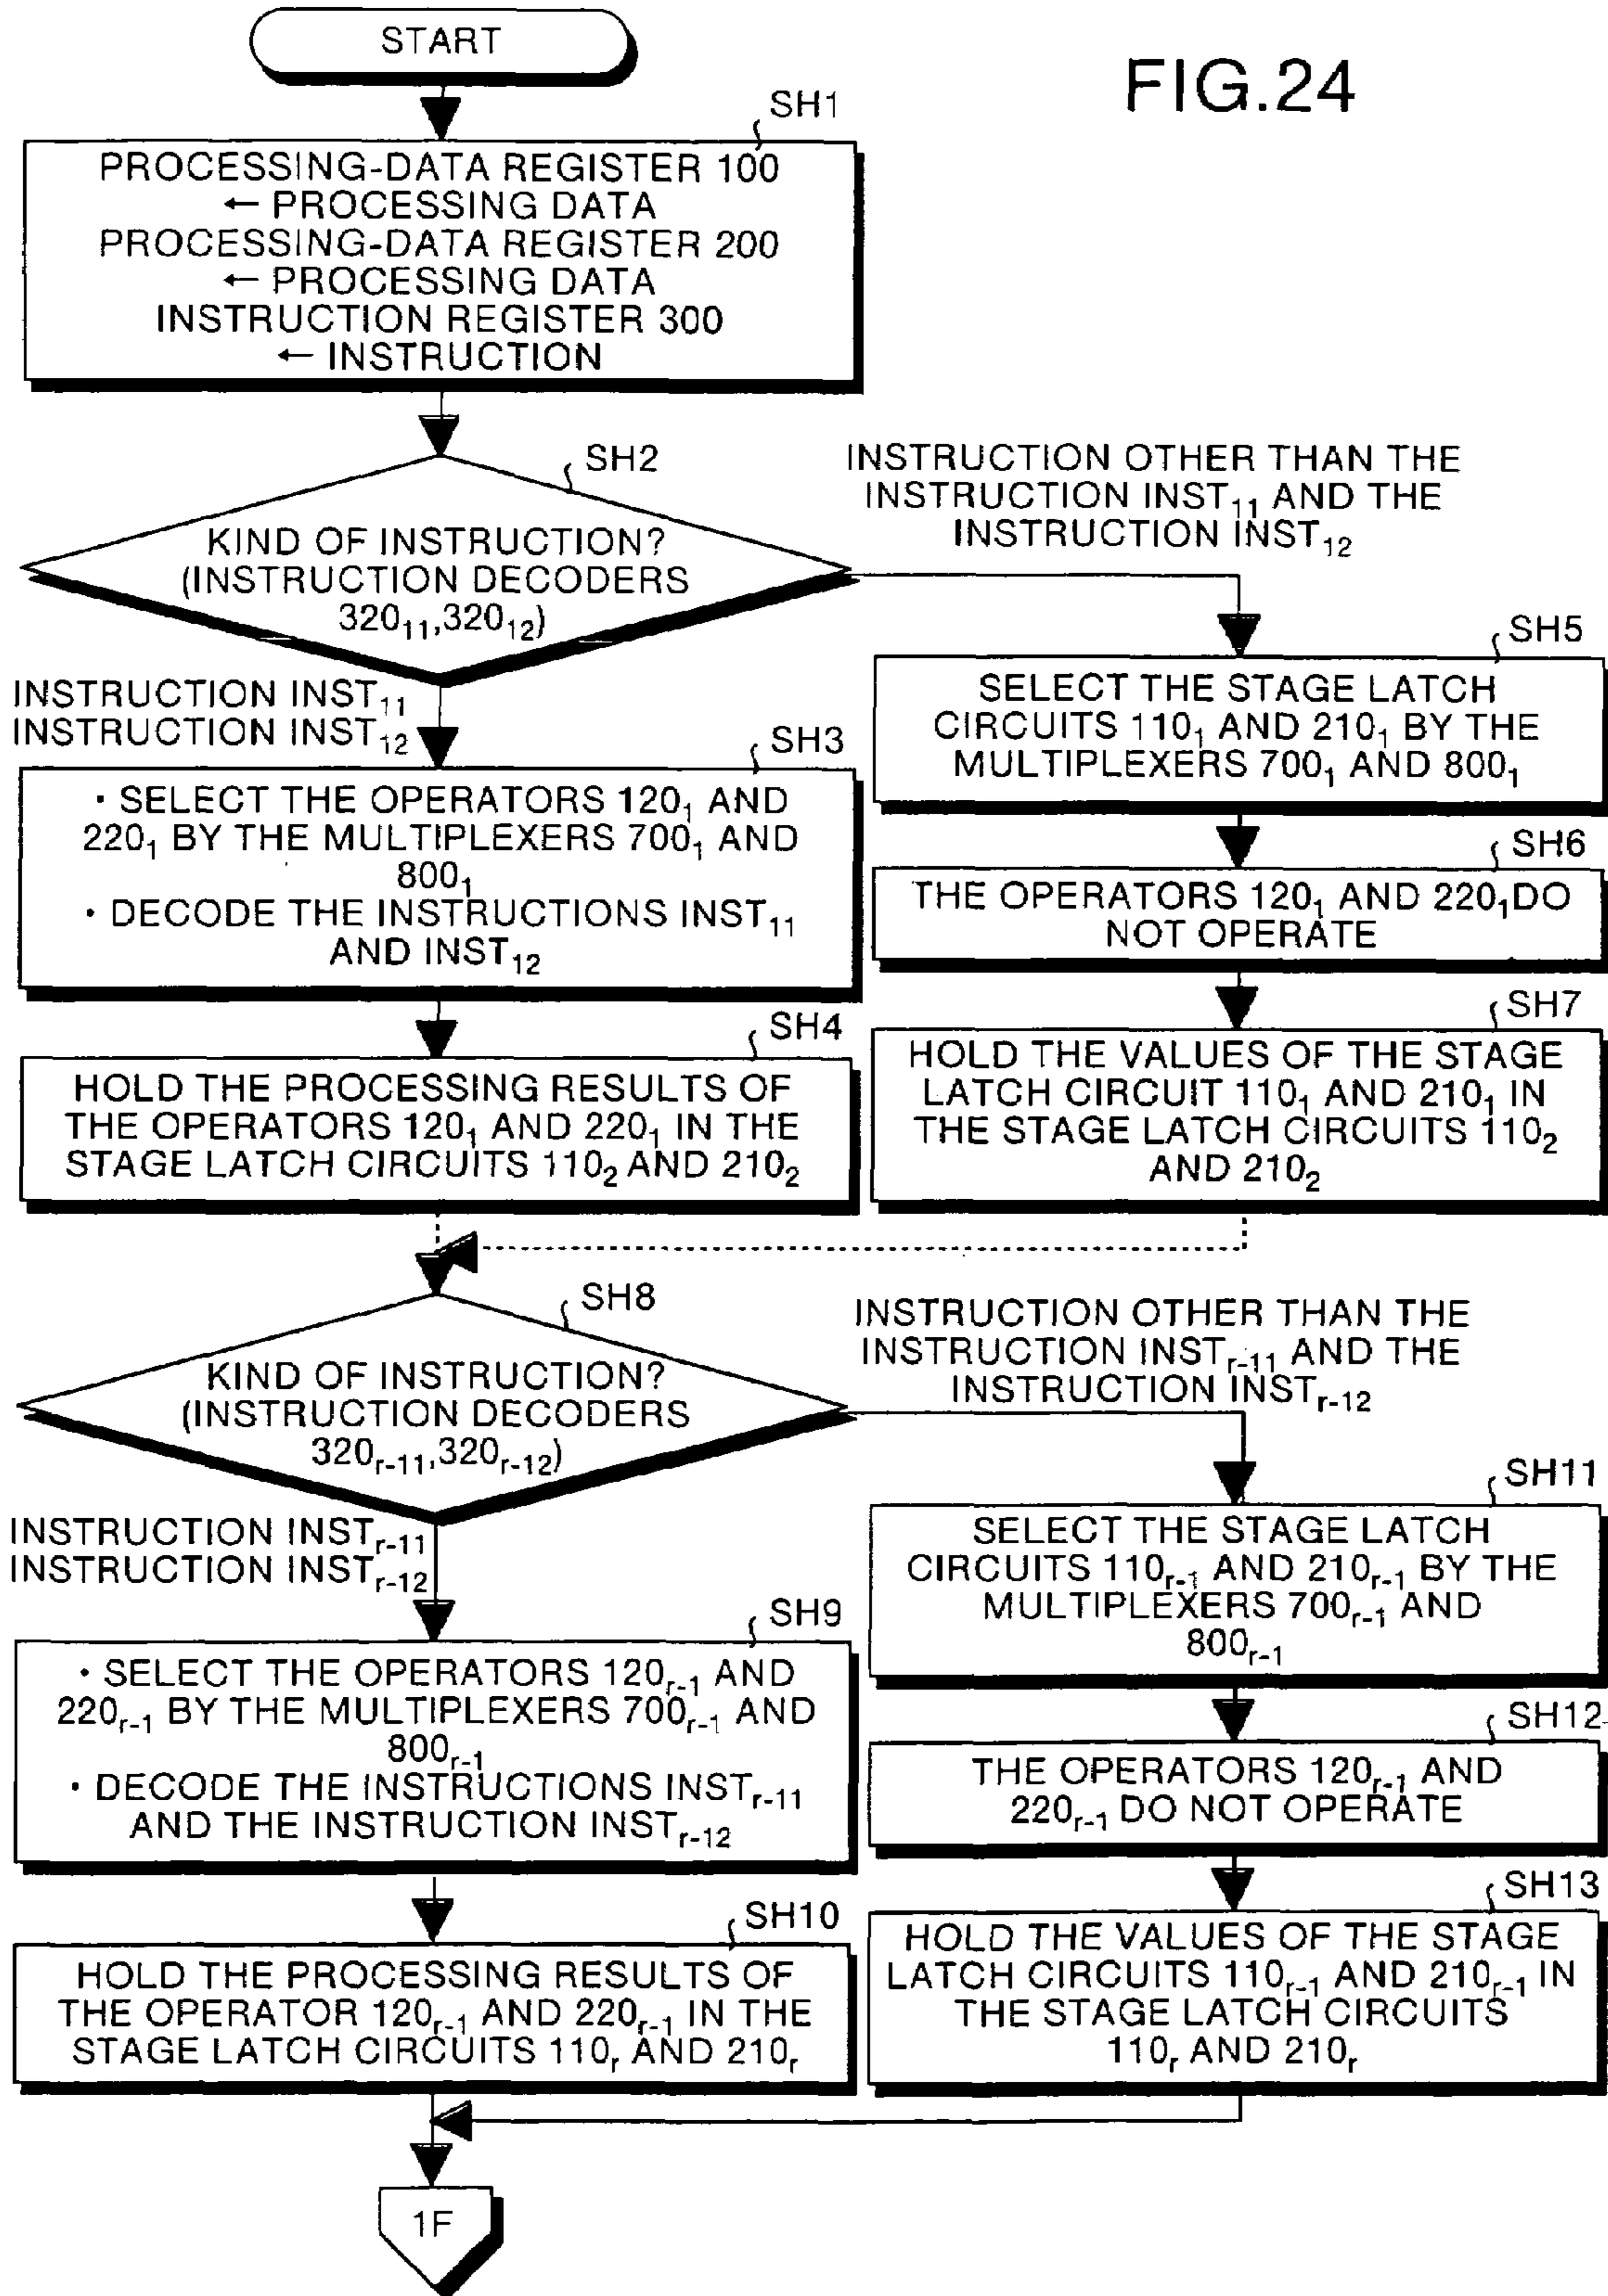 FIG.24
START
SH1
PROCESSING-DATA REGISTER 100
← PROCESSING DATA
PROCESSING-DATA REGISTER 200
← PROCESSING DATA
INSTRUCTION REGISTER 300
← INSTRUCTION
SH2
KIND OF INSTRUCTION?
(INSTRUCTION DECODERS
320₁₁,320₁₂)
INSTRUCTION OTHER THAN THE
INSTRUCTION INST₁₁ AND THE
INSTRUCTION INST₁₂
INSTRUCTION INST₁₁
INSTRUCTION INST₁₂
SH3
· SELECT THE OPERATORS 120₁ AND
220₁ BY THE MULTIPLEXERS 700₁ AND
800₁
· DECODE THE INSTRUCTIONS INST₁₁
AND INST₁₂
SH4
HOLD THE PROCESSING RESULTS OF
THE OPERATORS 120₁ AND 220₁ IN THE
STAGE LATCH CIRCUITS 110₂ AND 210₂
SH5
SELECT THE STAGE LATCH
CIRCUITS 110₁ AND 210₁ BY THE
MULTIPLEXERS 700₁ AND 800₁
SH6
THE OPERATORS 120₁ AND 220₁DO
NOT OPERATE
SH7
HOLD THE VALUES OF THE STAGE
LATCH CIRCUIT 110₁ AND 210₁ IN
THE STAGE LATCH CIRCUITS 110₂
AND 210₂
SH8
KIND OF INSTRUCTION?
(INSTRUCTION DECODERS
320ᵣ₋₁₁,320ᵣ₋₁₂)
INSTRUCTION OTHER THAN THE
INSTRUCTION INSTᵣ₋₁₁ AND THE
INSTRUCTION INSTᵣ₋₁₂
INSTRUCTION INSTᵣ₋₁₁
INSTRUCTION INSTᵣ₋₁₂
SH9
· SELECT THE OPERATORS 120ᵣ₋₁ AND
220ᵣ₋₁ BY THE MULTIPLEXERS 700ᵣ₋₁ AND
800ᵣ₋₁
· DECODE THE INSTRUCTIONS INSTᵣ₋₁₁
AND THE INSTRUCTION INSTᵣ₋₁₂
SH10
HOLD THE PROCESSING RESULTS OF
THE OPERATOR 120ᵣ₋₁ AND 220ᵣ₋₁ IN THE
STAGE LATCH CIRCUITS 110ᵣ AND 210ᵣ
SH11
SELECT THE STAGE LATCH
CIRCUITS 110ᵣ₋₁ AND 210ᵣ₋₁ BY THE
MULTIPLEXERS 700ᵣ₋₁ AND
800ᵣ₋₁
SH12
THE OPERATORS 120ᵣ₋₁ AND
220ᵣ₋₁ DO NOT OPERATE
SH13
HOLD THE VALUES OF THE STAGE
LATCH CIRCUITS 110ᵣ₋₁ AND 210ᵣ₋₁ IN
THE STAGE LATCH CIRCUITS
110ᵣ AND 210ᵣ
1F